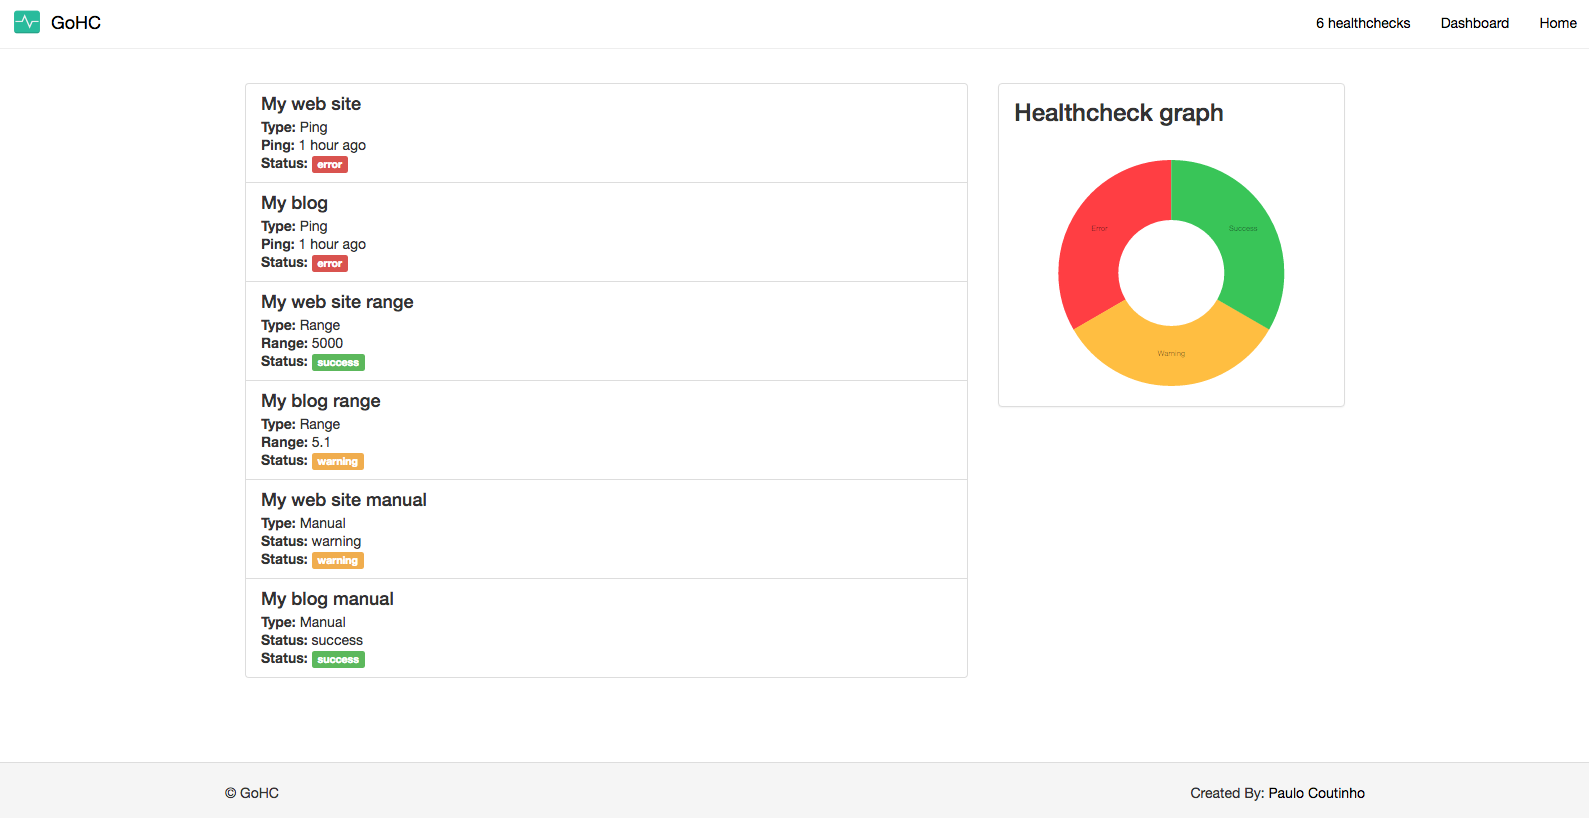 GoHC
6 healthchecks
Dashboard
Home
My web site
Type: Ping
Ping: 1 hour ago
Status: error
My blog
Type: Ping
Ping: 1 hour ago
Status: error
My web site range
Type: Range
Range: 5000
Status: success
My blog range
Type: Range
Range: 5.1
Status: warning
My web site manual
Type: Manual
Status: warning
Status: warning
My blog manual
Type: Manual
Status: success
Status: success
Healthcheck graph
Error
Success
Warning
© GoHC
Created By: Paulo Coutinho